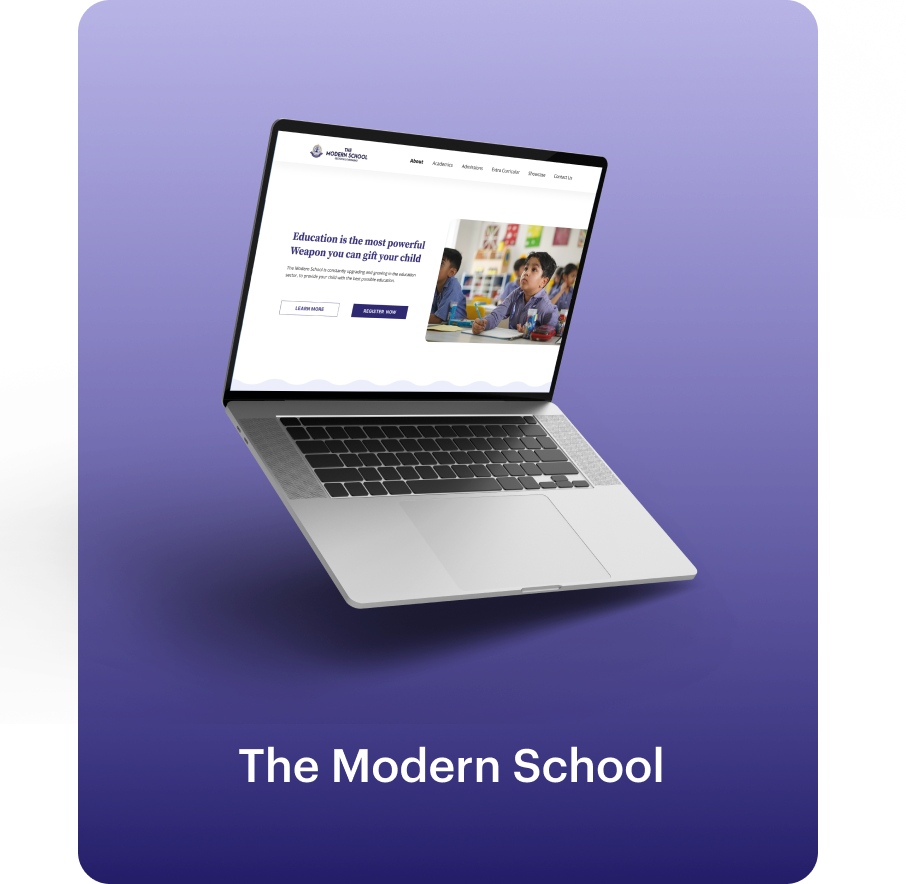 THE
MODERN SCHOOL
About
Academics
Admissions
Extra Curricular
Showcase
Contact Us
Education is the most powerful
Weapon you can gift your child
The Modern School is constantly upgrading and growing in the education
sector, to provide your child with the best possible education.
LEARN MORE
REGISTER NOW
The Modern School